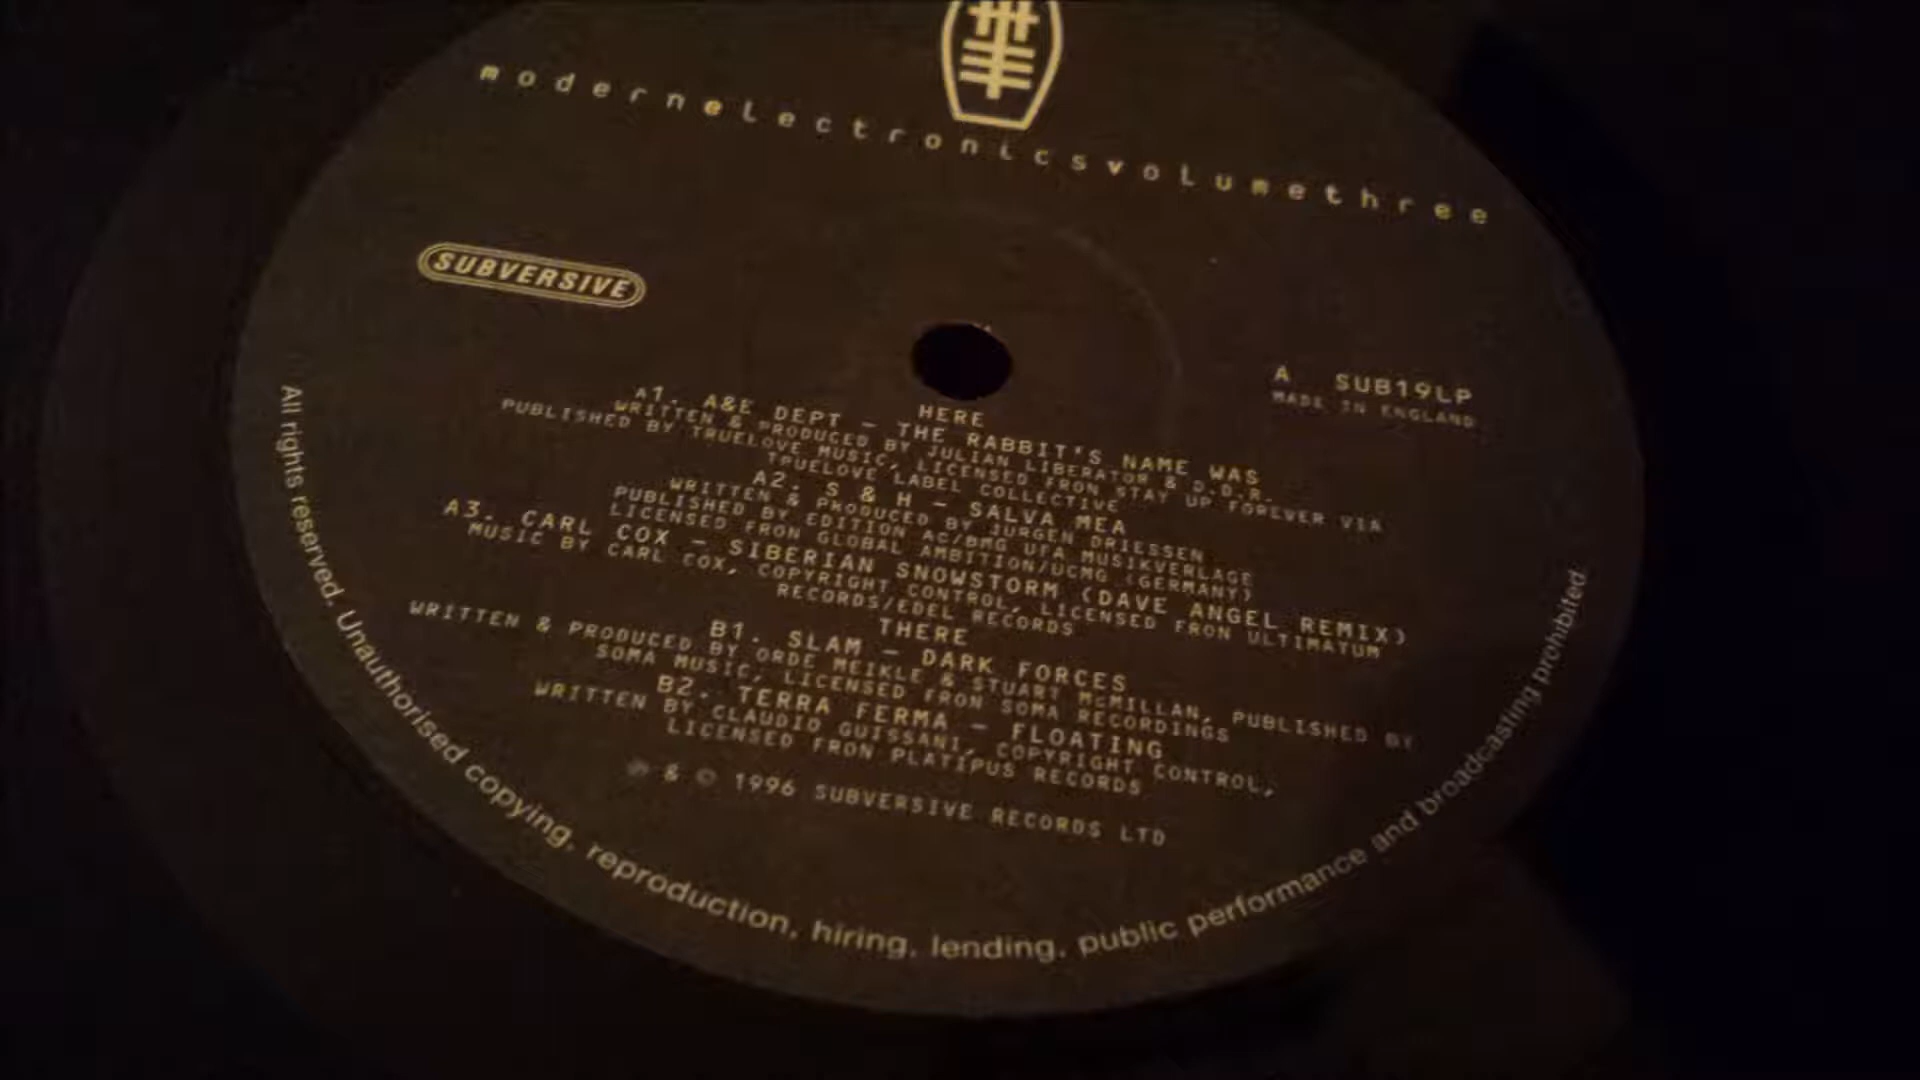 modernelectronicsvolumethree
SUBVERSIVE
A SUB19LP
MADE IN ENGLAND
HERE
A1. A&E DEPT – THE RABBIT'S NAME WAS
WRITTEN & PRODUCED BY JULIAN LIBERATOR & D.D.R.
PUBLISHED BY TRUELOVE MUSIC, LICENSED FROM STAY UP FOREVER VIA
TRUELOVE LABEL COLLECTIVE
A2. S & H – SALVA MEA
WRITTEN & PRODUCED BY JURGEN DRIESSEN
PUBLISHED BY EDITION AC/BMG UFA MUSIKVERLAGE
LICENSED FROM GLOBAL AMBITION/UCMG (GERMANY)
A3. CARL COX – SIBERIAN SNOWSTORM (DAVE ANGEL REMIX)
MUSIC BY CARL COX, COPYRIGHT CONTROL, LICENSED FROM ULTIMATUM
RECORDS/EDEL RECORDS
THERE
B1. SLAM – DARK FORCES
WRITTEN & PRODUCED BY ORDE MEIKLE & STUART McMILLAN, PUBLISHED BY
SOMA MUSIC, LICENSED FROM SOMA RECORDINGS
B2. TERRA FERMA – FLOATING
WRITTEN BY CLAUDIO GUISSANI, COPYRIGHT CONTROL,
LICENSED FROM PLATIPUS RECORDS
℗ & © 1996 SUBVERSIVE RECORDS LTD
All rights reserved. Unauthorised copying, reproduction, hiring, lending, public performance and broadcasting prohibited.